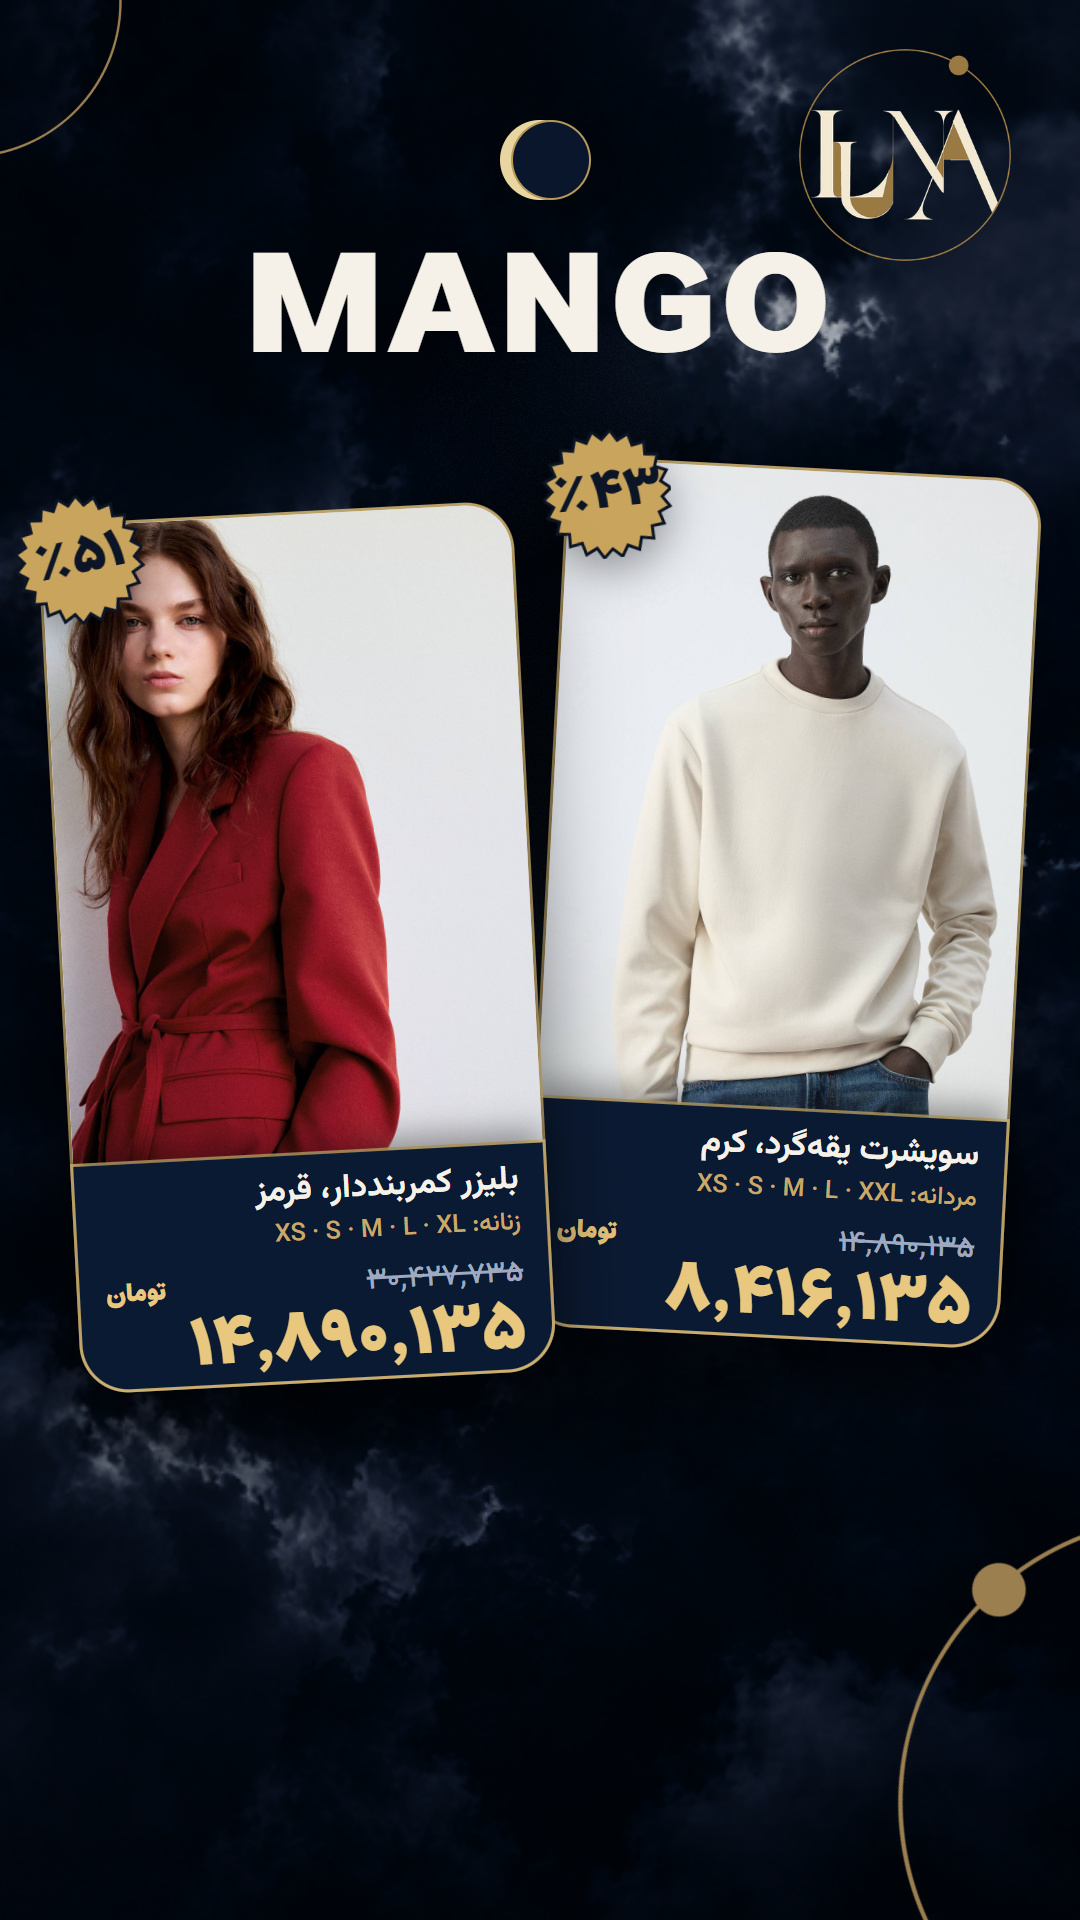 LUNA
MANGO
٪۴۳
سویشرت یقه‌گرد، کرم
مردانه: XS · S · M · L · XXL
۱۴,۸۹۰,۱۳۵
۸,۴۱۶,۱۳۵
تومان
٪۵۱
بلیزر کمربنددار، قرمز
زنانه: XS · S · M · L · XL
۳۰,۴۲۷,۷۳۵
۱۴,۸۹۰,۱۳۵
تومان